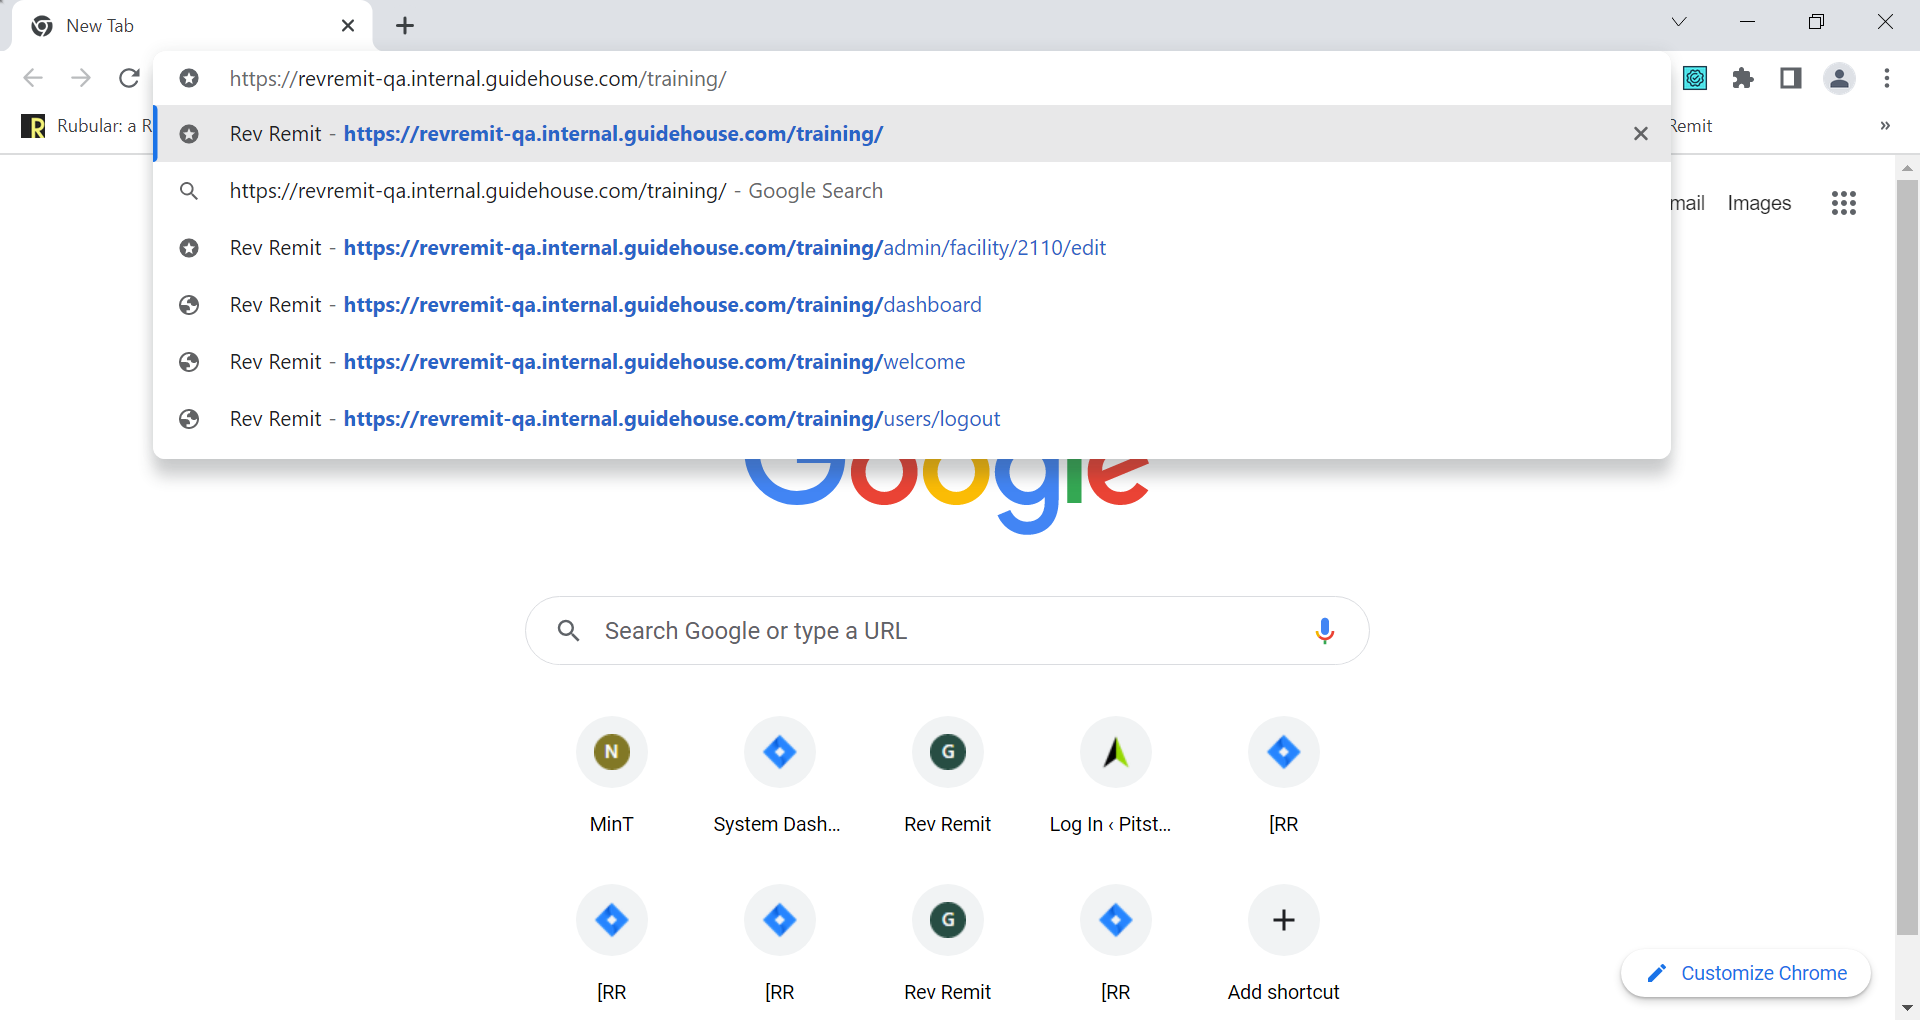 New Tab
https://revremit-qa.internal.guidehouse.com/training/
Rubular: a R
Rev Remit - https://revremit-qa.internal.guidehouse.com/training/
Remit
»
https://revremit-qa.internal.guidehouse.com/training/ - Google Search
mail Images
Rev Remit - https://revremit-qa.internal.guidehouse.com/training/admin/facility/2110/edit
Rev Remit - https://revremit-qa.internal.guidehouse.com/training/dashboard
Rev Remit - https://revremit-qa.internal.guidehouse.com/training/welcome
Rev Remit - https://revremit-qa.internal.guidehouse.com/training/users/logout
Google
Search Google or type a URL
N G
MinT System Dash... Rev Remit Log In ‹ Pitst... [RR
G
[RR [RR Rev Remit [RR Add shortcut
Customize Chrome